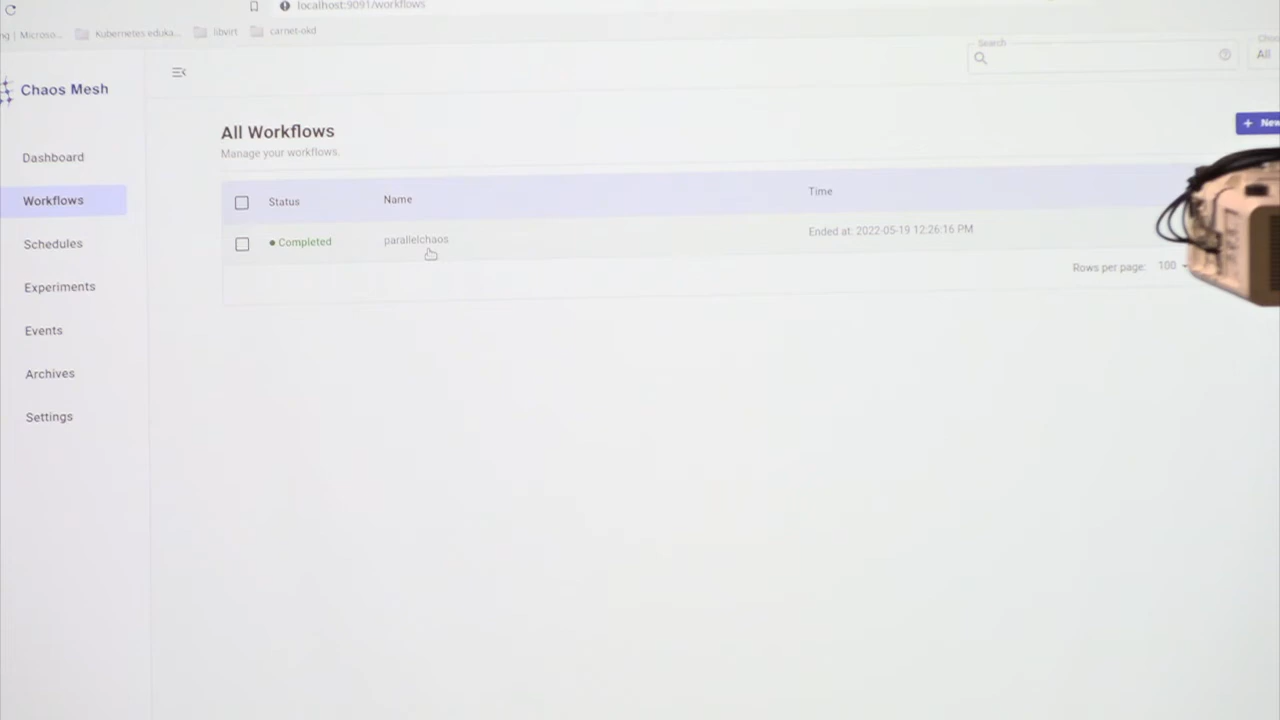 localhost:9091/workflows
Kubernetes eduka... libvirt carnet-okd
Chaos Mesh
Search
All
Dashboard
Workflows
Schedules
Experiments
Events
Archives
Settings
All Workflows
Manage your workflows.
+ New
Status Name Time
Completed parallelchaos Ended at: 2022-05-19 12:26:16 PM
Rows per page: 100